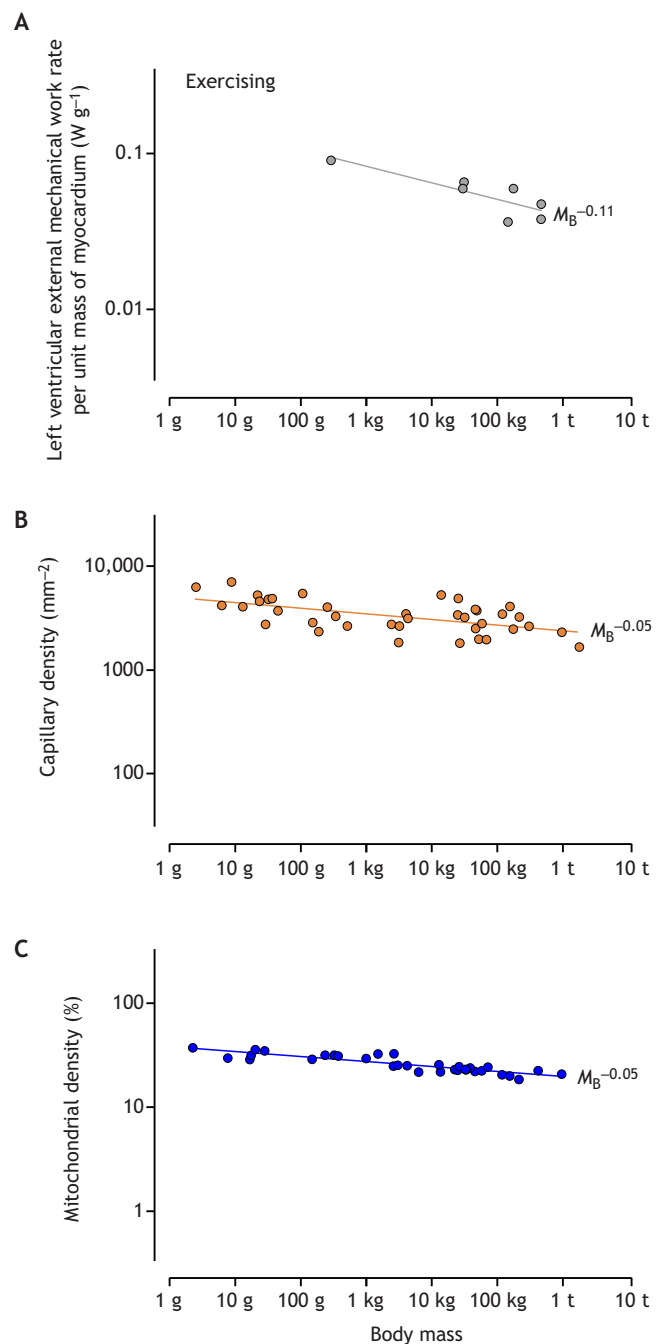 A
Left ventricular external mechanical work rate
per unit mass of myocardium (W g⁻¹)
Exercising
0.1
0.01
M_B⁻⁰·¹¹
1 g 10 g 100 g 1 kg 10 kg 100 kg 1 t 10 t
B
Capillary density (mm⁻²)
10,000
1000
100
M_B⁻⁰·⁰⁵
1 g 10 g 100 g 1 kg 10 kg 100 kg 1 t 10 t
C
Mitochondrial density (%)
100
10
1
M_B⁻⁰·⁰⁵
1 g 10 g 100 g 1 kg 10 kg 100 kg 1 t 10 t
Body mass